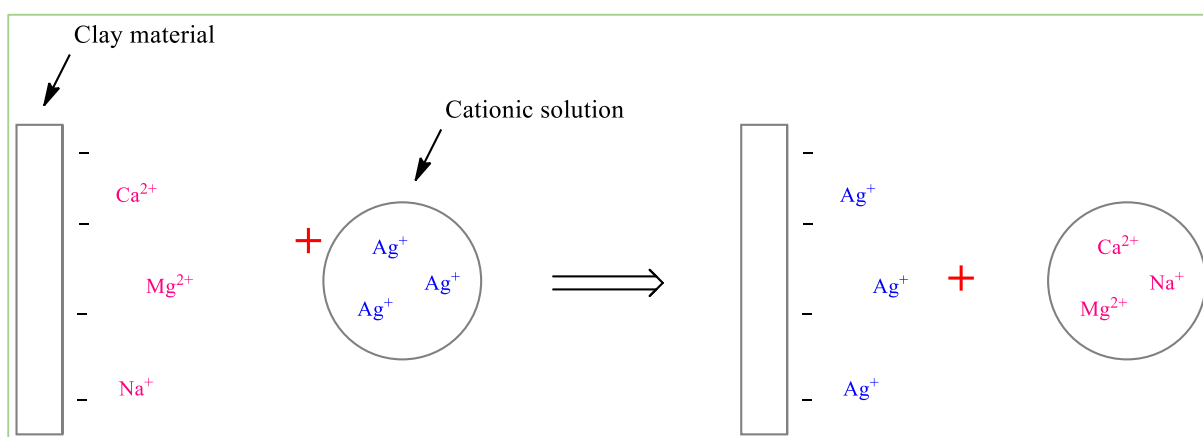 Clay material
Cationic solution
−
−
Ca²⁺
Ag⁺
−
−
+
Ag⁺
Ca²⁺
Mg²⁺
Ag⁺
Ag⁺
+
Na⁺
Ag⁺
Mg²⁺
−
−
Na⁺
Ag⁺
−
−